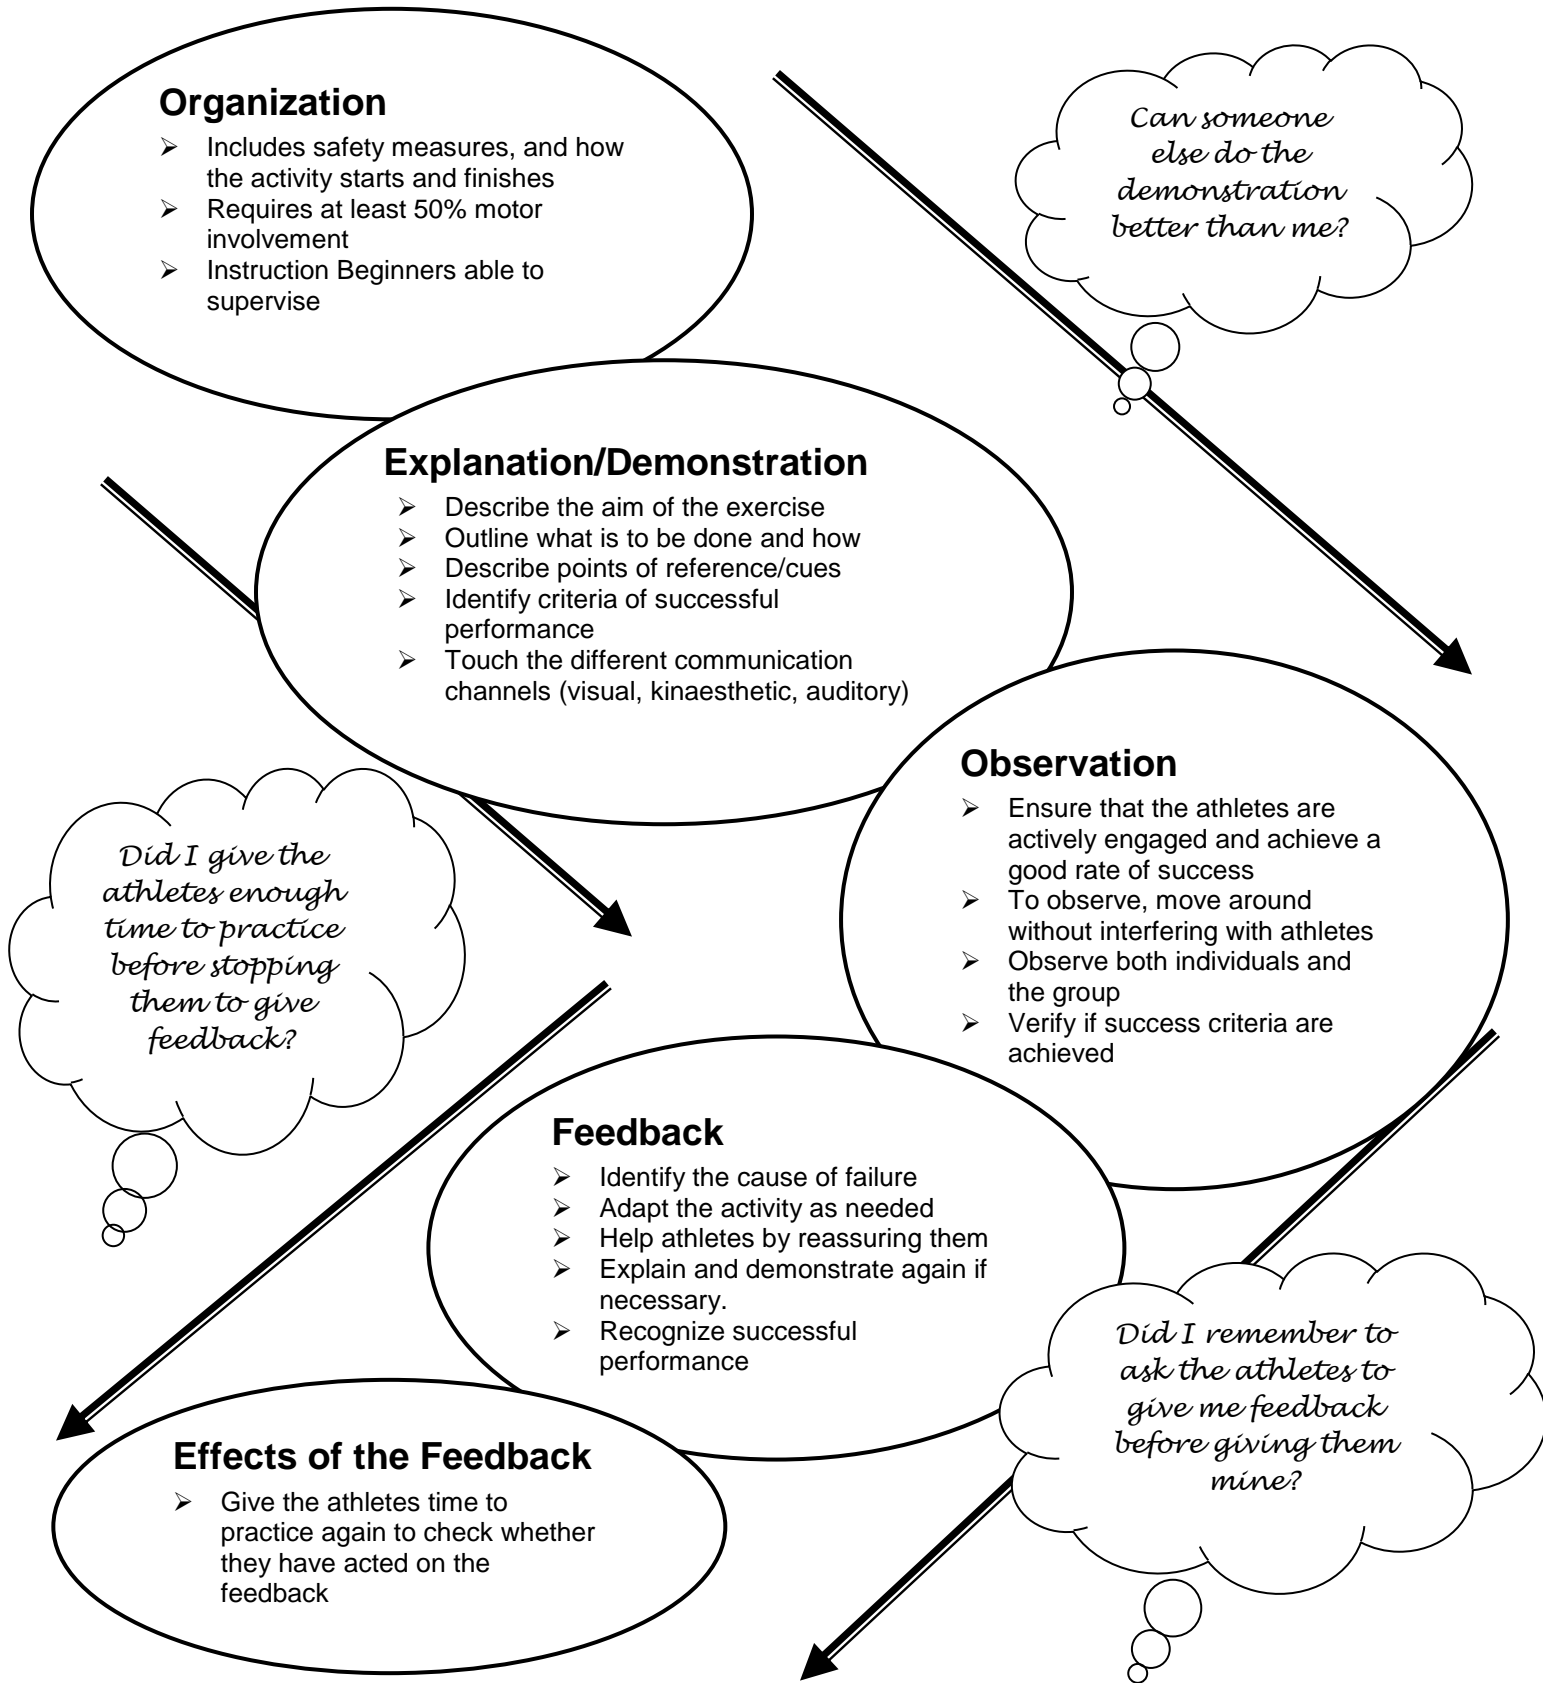 Organization
➢ Includes safety measures, and how
the activity starts and finishes
➢ Requires at least 50% motor
involvement
➢ Instruction Beginners able to
supervise
Can someone
else do the
demonstration
better than me?
Explanation/Demonstration
➢ Describe the aim of the exercise
➢ Outline what is to be done and how
➢ Describe points of reference/cues
➢ Identify criteria of successful
performance
➢ Touch the different communication
channels (visual, kinaesthetic, auditory)
Observation
➢ Ensure that the athletes are
actively engaged and achieve a
good rate of success
➢ To observe, move around
without interfering with athletes
➢ Observe both individuals and
the group
➢ Verify if success criteria are
achieved
Did I give the
athletes enough
time to practice
before stopping
them to give
feedback?
Feedback
➢ Identify the cause of failure
➢ Adapt the activity as needed
➢ Help athletes by reassuring them
➢ Explain and demonstrate again if
necessary.
➢ Recognize successful
performance
Did I remember to
ask the athletes to
give me feedback
before giving them
mine?
Effects of the Feedback
➢ Give the athletes time to
practice again to check whether
they have acted on the
feedback